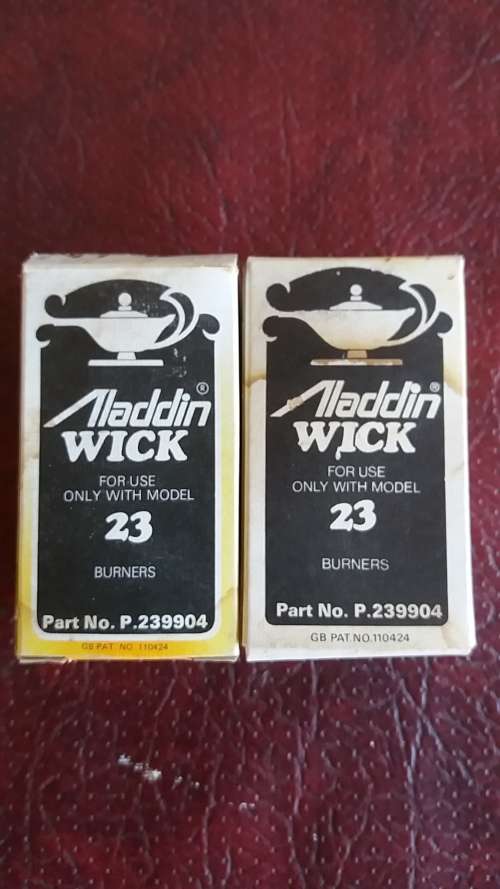 Aladdin®
WICK
FOR USE
ONLY WITH MODEL
23
BURNERS
Part No. P.239904
GB PAT. NO. 110424
Aladdin®
WICK
FOR USE
ONLY WITH MODEL
23
BURNERS
Part No. P.239904
GB PAT.NO.110424